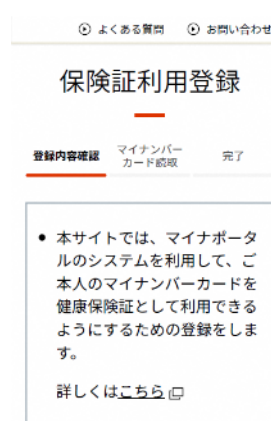 よくある質問 お問い合わせ
保険証利用登録
登録内容確認 マイナンバーカード読取 完了
本サイトでは、マイナポータ
ルのシステムを利用して、ご
本人のマイナンバーカードを
健康保険証として利用できる
ようにするための登録をしま
す。
詳しくはこちら